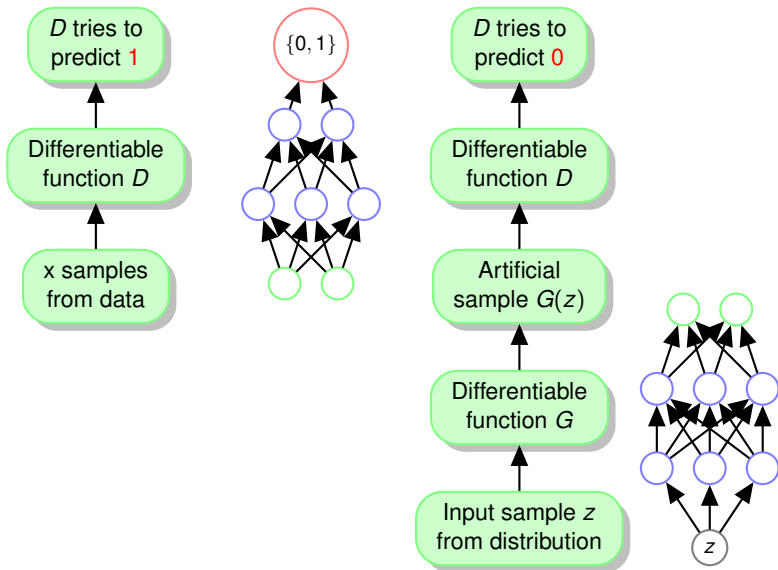 D tries to
predict 1
Differentiable
function D
x samples
from data
{0, 1}
D tries to
predict 0
Differentiable
function D
Artificial
sample G(z)
Differentiable
function G
Input sample z
from distribution
z